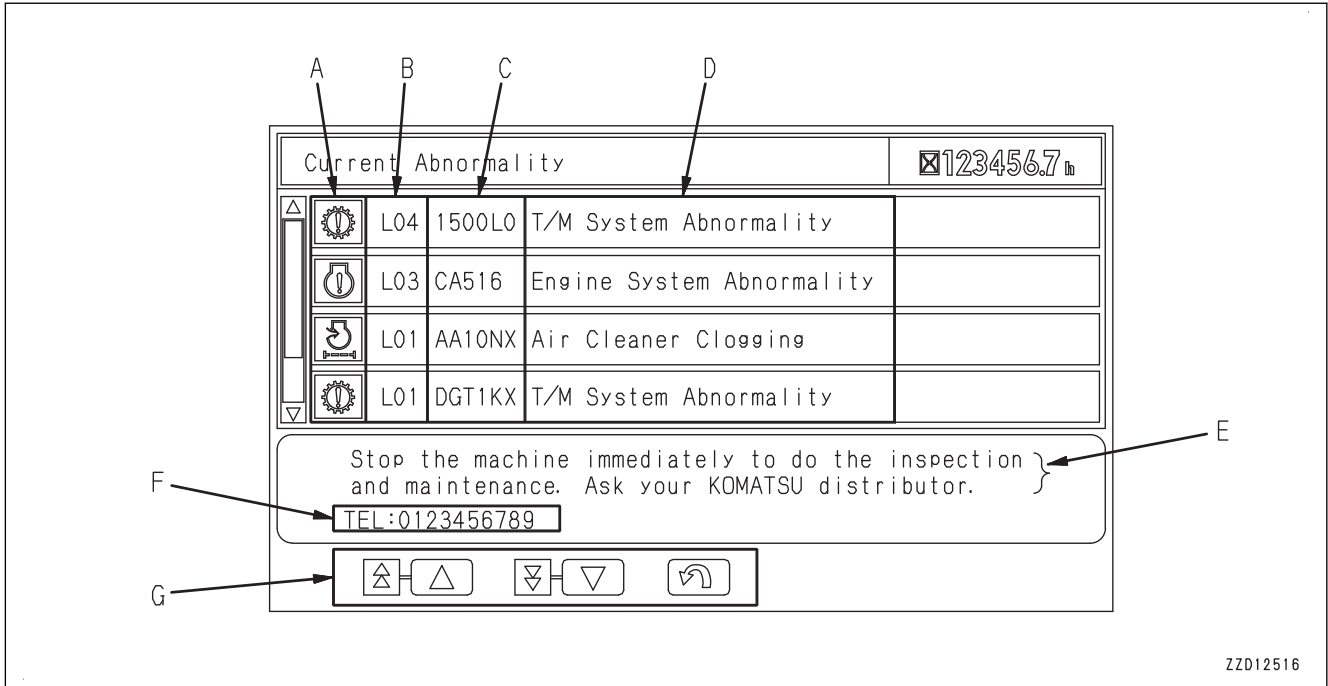 A B C D
Current Abnormality 123456.7 h
L04 1500L0 T/M System Abnormality
L03 CA516 Engine System Abnormality
L01 AA10NX Air Cleaner Clogging
L01 DGT1KX T/M System Abnormality
E
Stop the machine immediately to do the inspection
and maintenance. Ask your KOMATSU distributor.
F
TEL:0123456789
G
ZZD12516